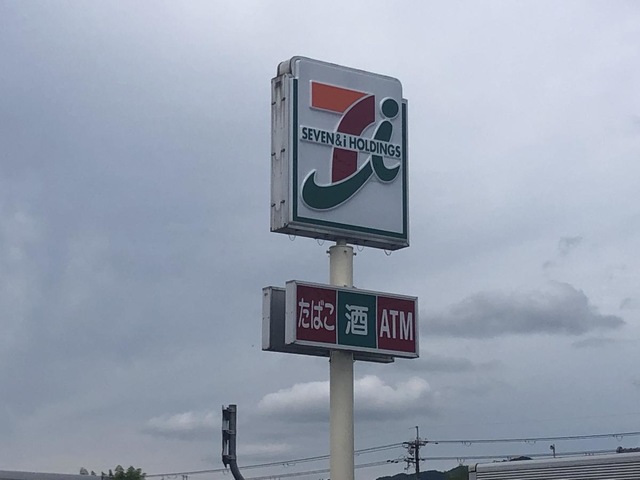 SEVEN&i HOLDINGS
たばこ 酒 ATM